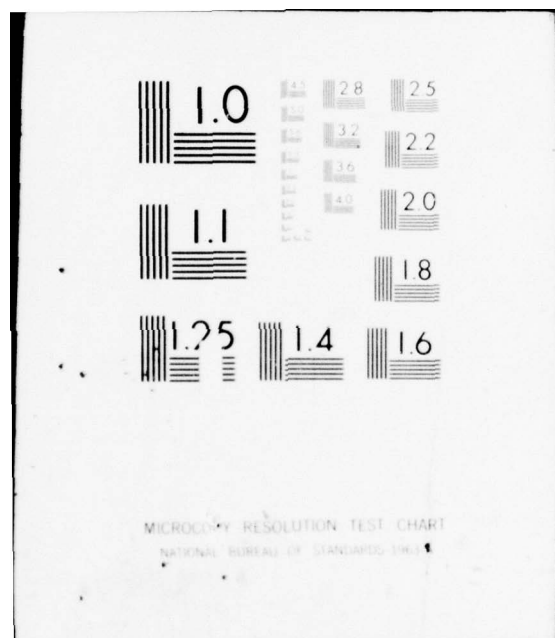 1.0
4.5 2.8 2.5
5.0
3.2 2.2
3.6
4.0 2.0
1.1
1.8
1.25 1.4 1.6
MICROCOPY RESOLUTION TEST CHART
NATIONAL BUREAU OF STANDARDS-1963